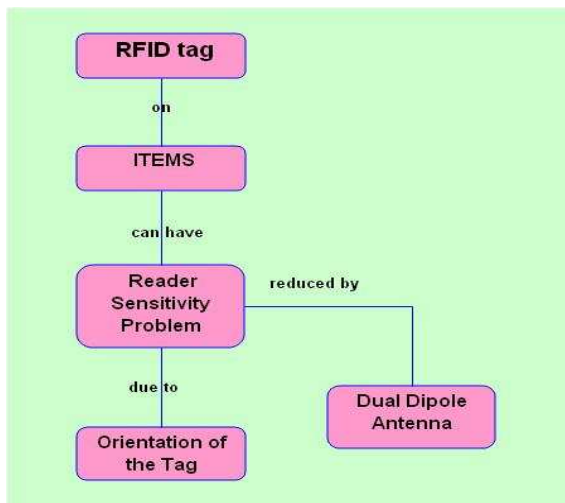 RFID tag
on
ITEMS
can have
Reader
Sensitivity
Problem
reduced by
due to
Dual Dipole
Antenna
Orientation of
the Tag